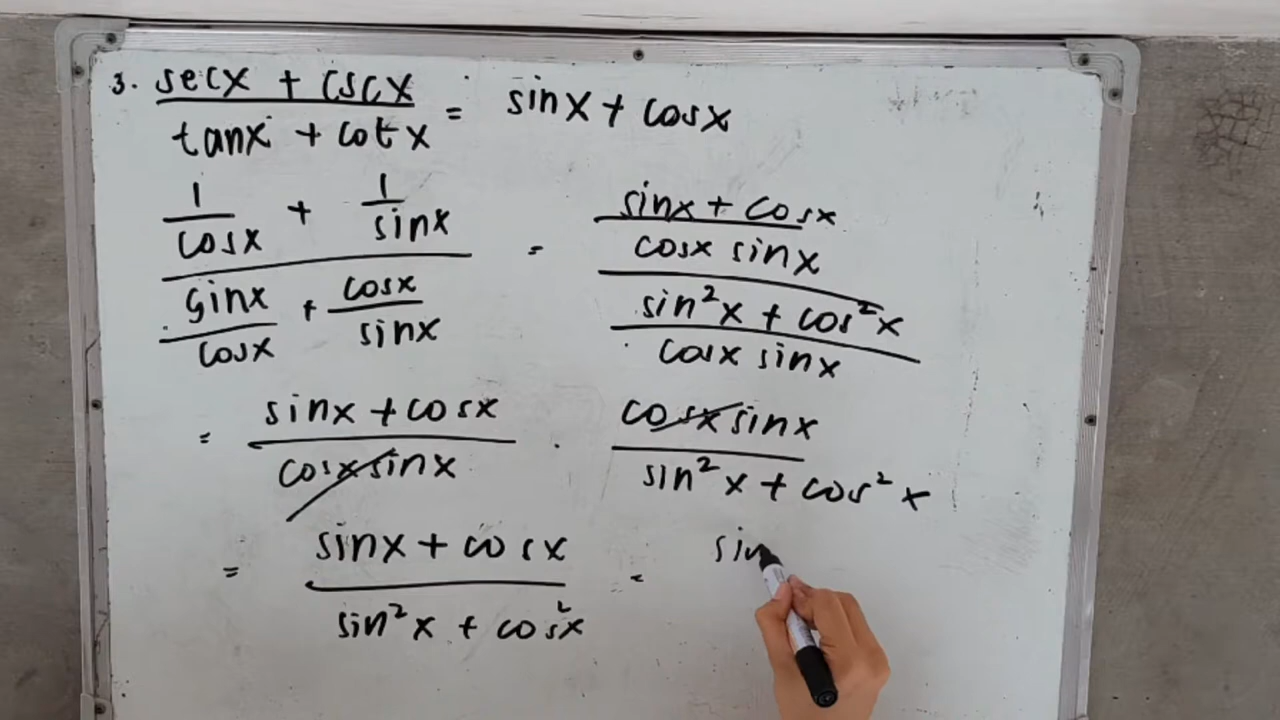 3. secx + cscx / tanx + cotx = sinx + cosx
1/cosx + 1/sinx / sinx/cosx + cosx/sinx = sinx + cosx / cosx sinx / sin²x + cos²x / cosx sinx
= sinx + cosx / cosx sinx · cosx sinx / sin²x + cos²x
= sinx + cosx / sin²x + cos²x = sin